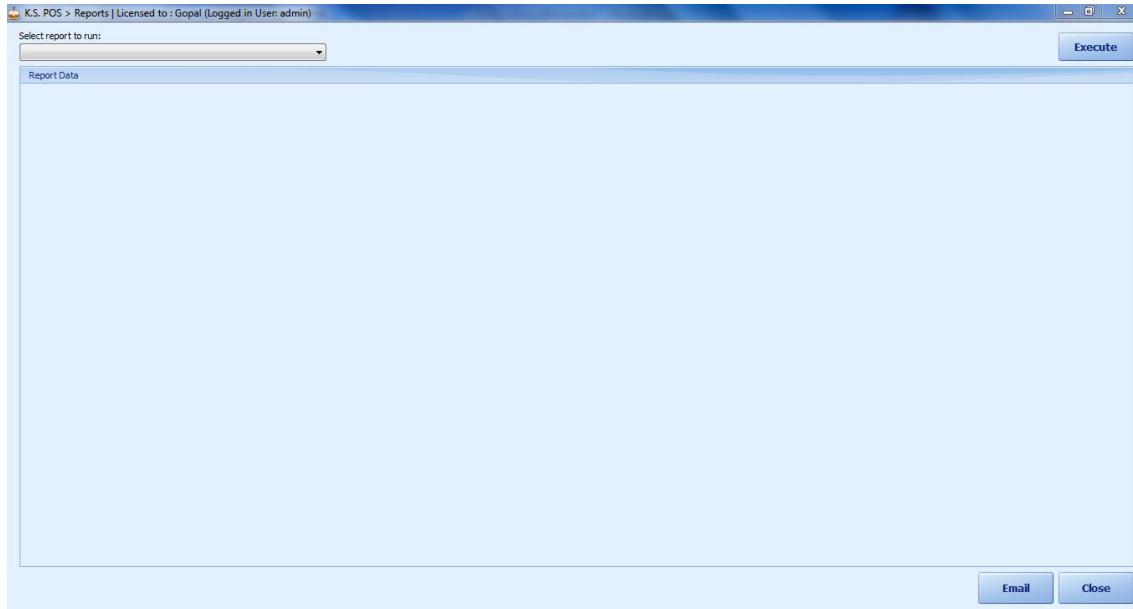 K.S. POS > Reports | Licensed to : Gopal (Logged in User: admin)
Select report to run:
Execute
Report Data
Email
Close